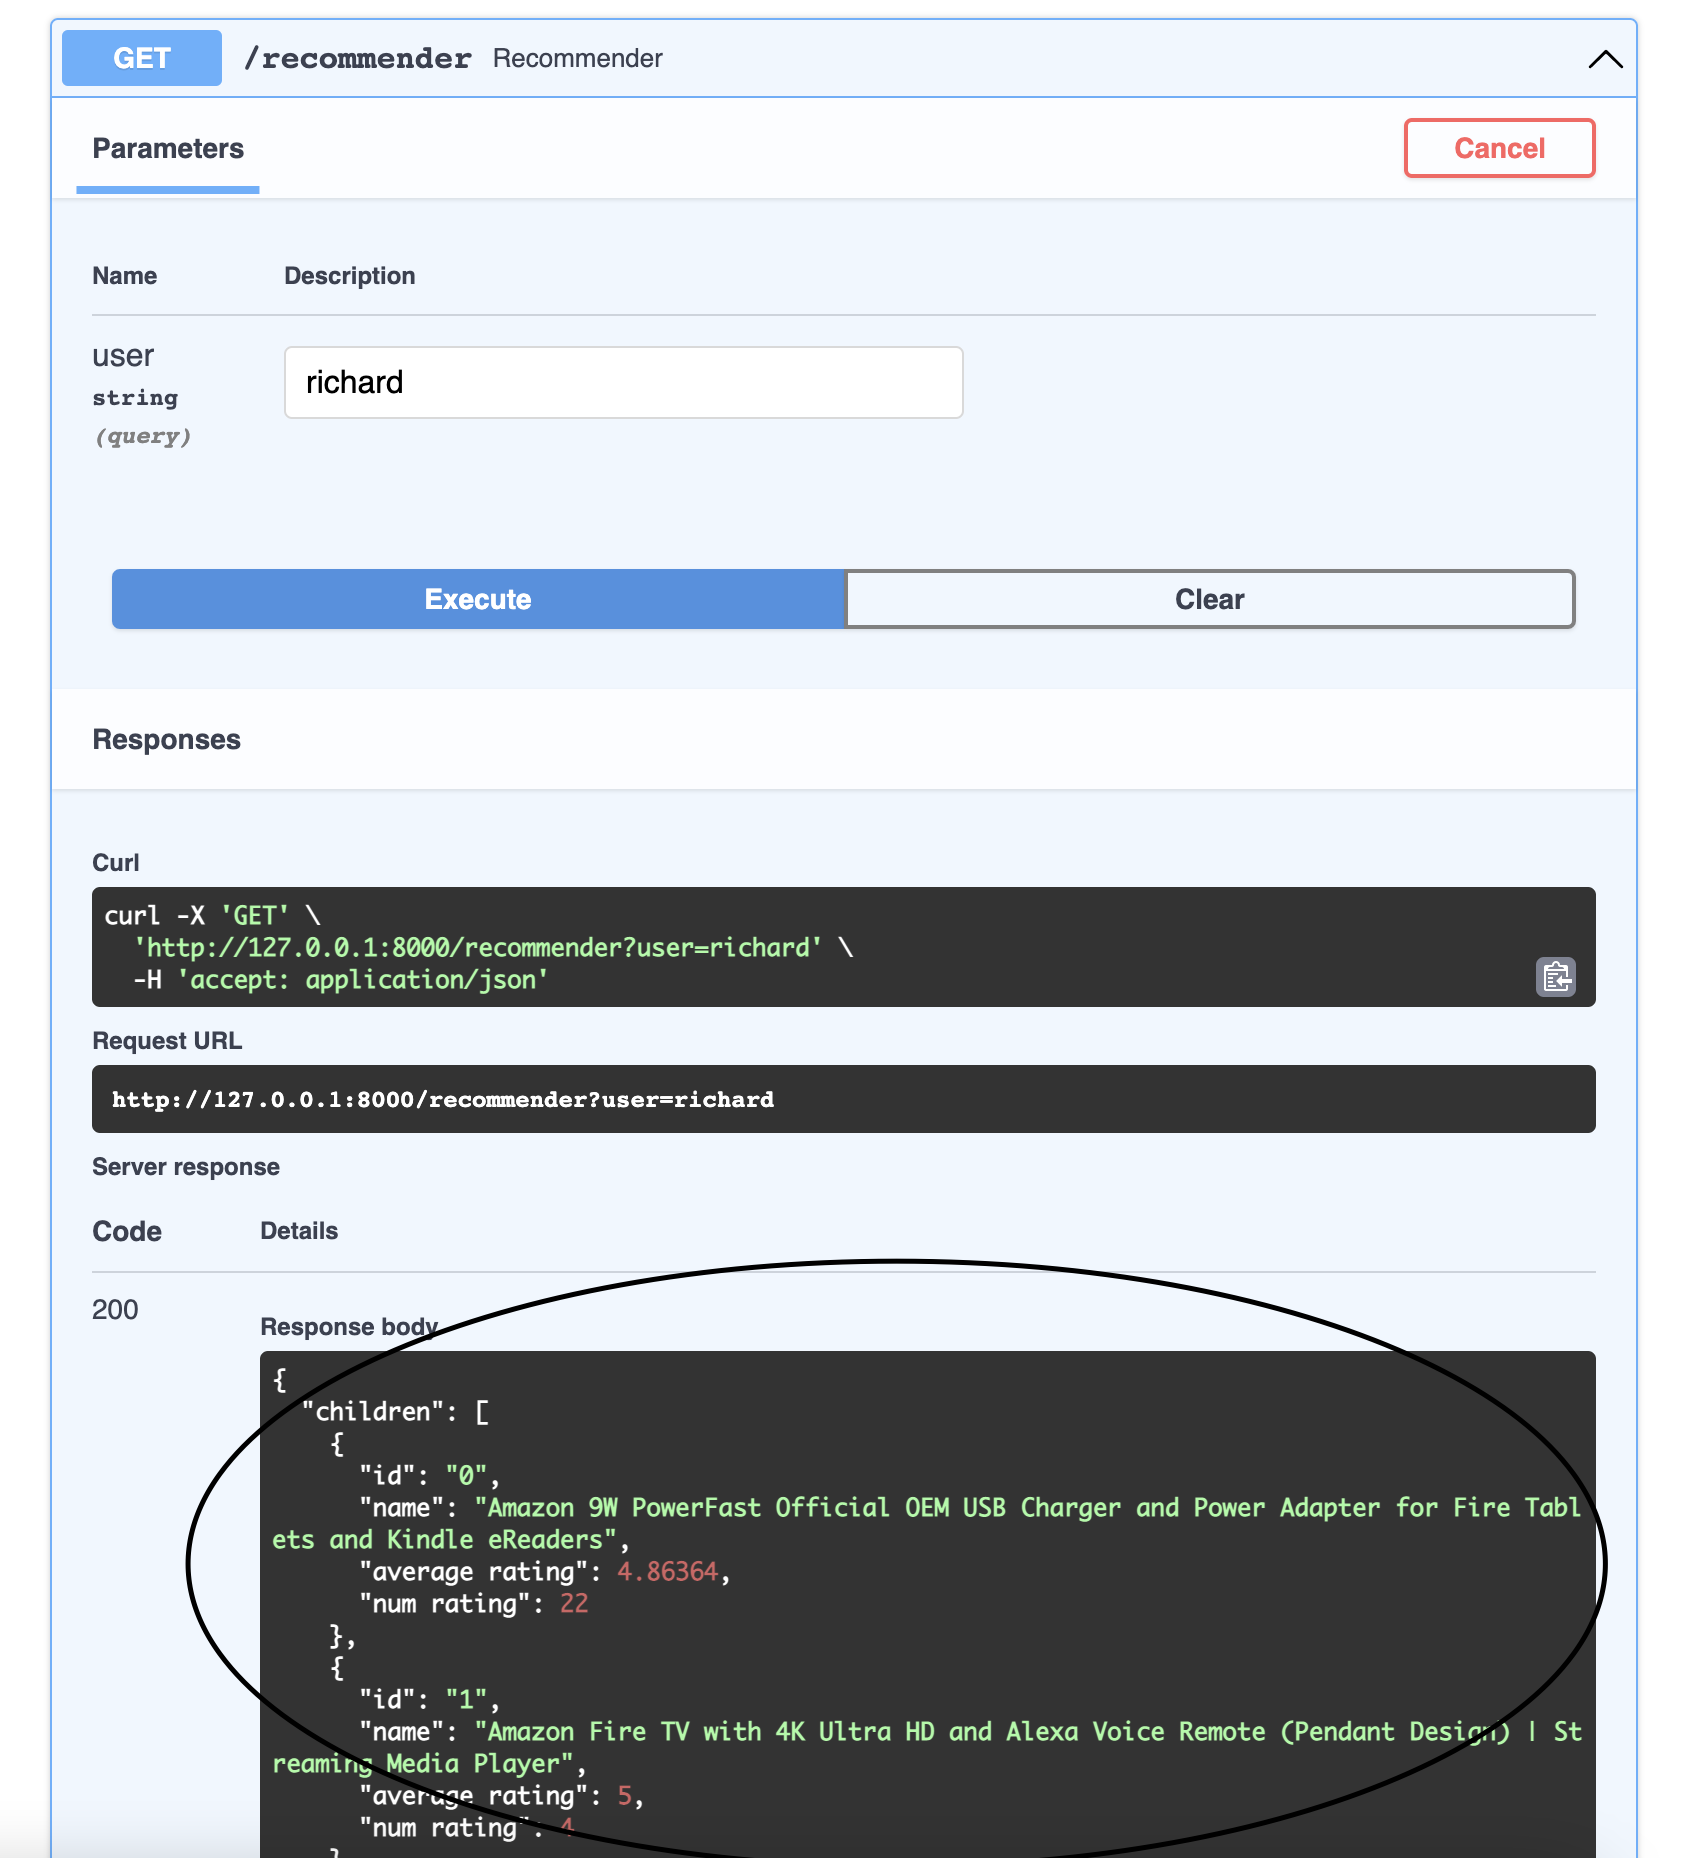 GET /recommender Recommender
Parameters
Cancel
Name Description
user
string
(query)
richard
Execute
Clear
Responses
Curl
curl -X 'GET' \
  'http://127.0.0.1:8000/recommender?user=richard' \
  -H 'accept: application/json'
Request URL
http://127.0.0.1:8000/recommender?user=richard
Server response
Code Details
200
Response body
{
  "children": [
    {
      "id": "0",
      "name": "Amazon 9W PowerFast Official OEM USB Charger and Power Adapter for Fire Tabl
ets and Kindle eReaders",
      "average rating": 4.86364,
      "num rating": 22
    },
    {
      "id": "1",
      "name": "Amazon Fire TV with 4K Ultra HD and Alexa Voice Remote (Pendant Design) | St
reaming Media Player",
      "average rating": 5,
      "num rating": 4
    }